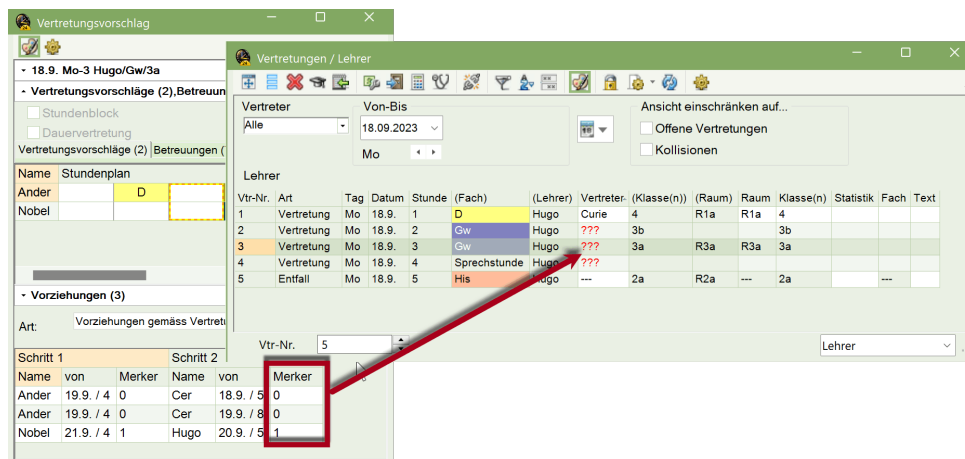 Vertretungsvorschlag
18.9. Mo-3 Hugo/Gw/3a
Vertretungsvorschläge (2),Betreuun
Stundenblock
Dauervertretung
Vertretungsvorschläge (2) Betreuungen (
Name Stundenplan
Ander D
Nobel
Vorziehungen (3)
Art: Vorziehungen gemäss Vertret
Schritt 1 Schritt 2
Name von Merker Name von Merker
Ander 19.9. / 4 0 Cer 18.9. / 5 0
Ander 19.9. / 4 0 Cer 19.9. / 8 0
Nobel 21.9. / 4 1 Hugo 20.9. / 5 1
Vertretungen / Lehrer
Vertreter Von-Bis Ansicht einschränken auf...
Alle 18.09.2023 Offene Vertretungen
Mo Kollisionen
Lehrer
Vtr-Nr. Art Tag Datum Stunde (Fach) (Lehrer) Vertreter- (Klasse(n)) (Raum) Raum Klasse(n) Statistik Fach Text
1 Vertretung Mo 18.9. 1 D Hugo Curie 4 R1a R1a 4
2 Vertretung Mo 18.9. 2 Gw Hugo ??? 3b 3b
3 Vertretung Mo 18.9. 3 Gw Hugo ??? 3a R3a R3a 3a
4 Vertretung Mo 18.9. 4 Sprechstunde Hugo ???
5 Entfall Mo 18.9. 5 His Hugo --- 2a R2a --- 2a ---
Vtr-Nr. 5 Lehrer